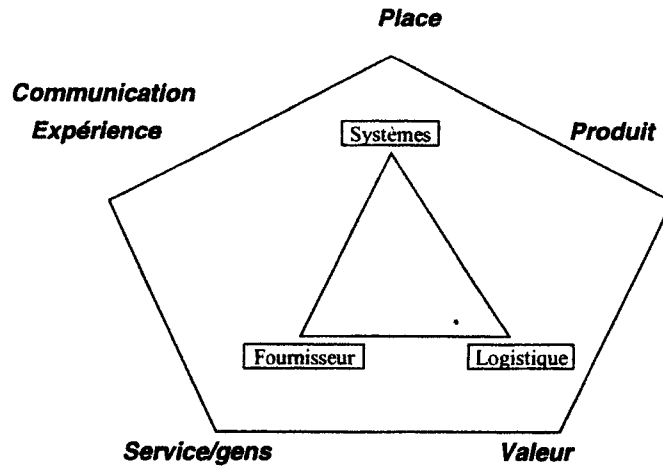 Place
Communication
Expérience
Produit
Systèmes
Fournisseur
Logistique
Service/gens
Valeur